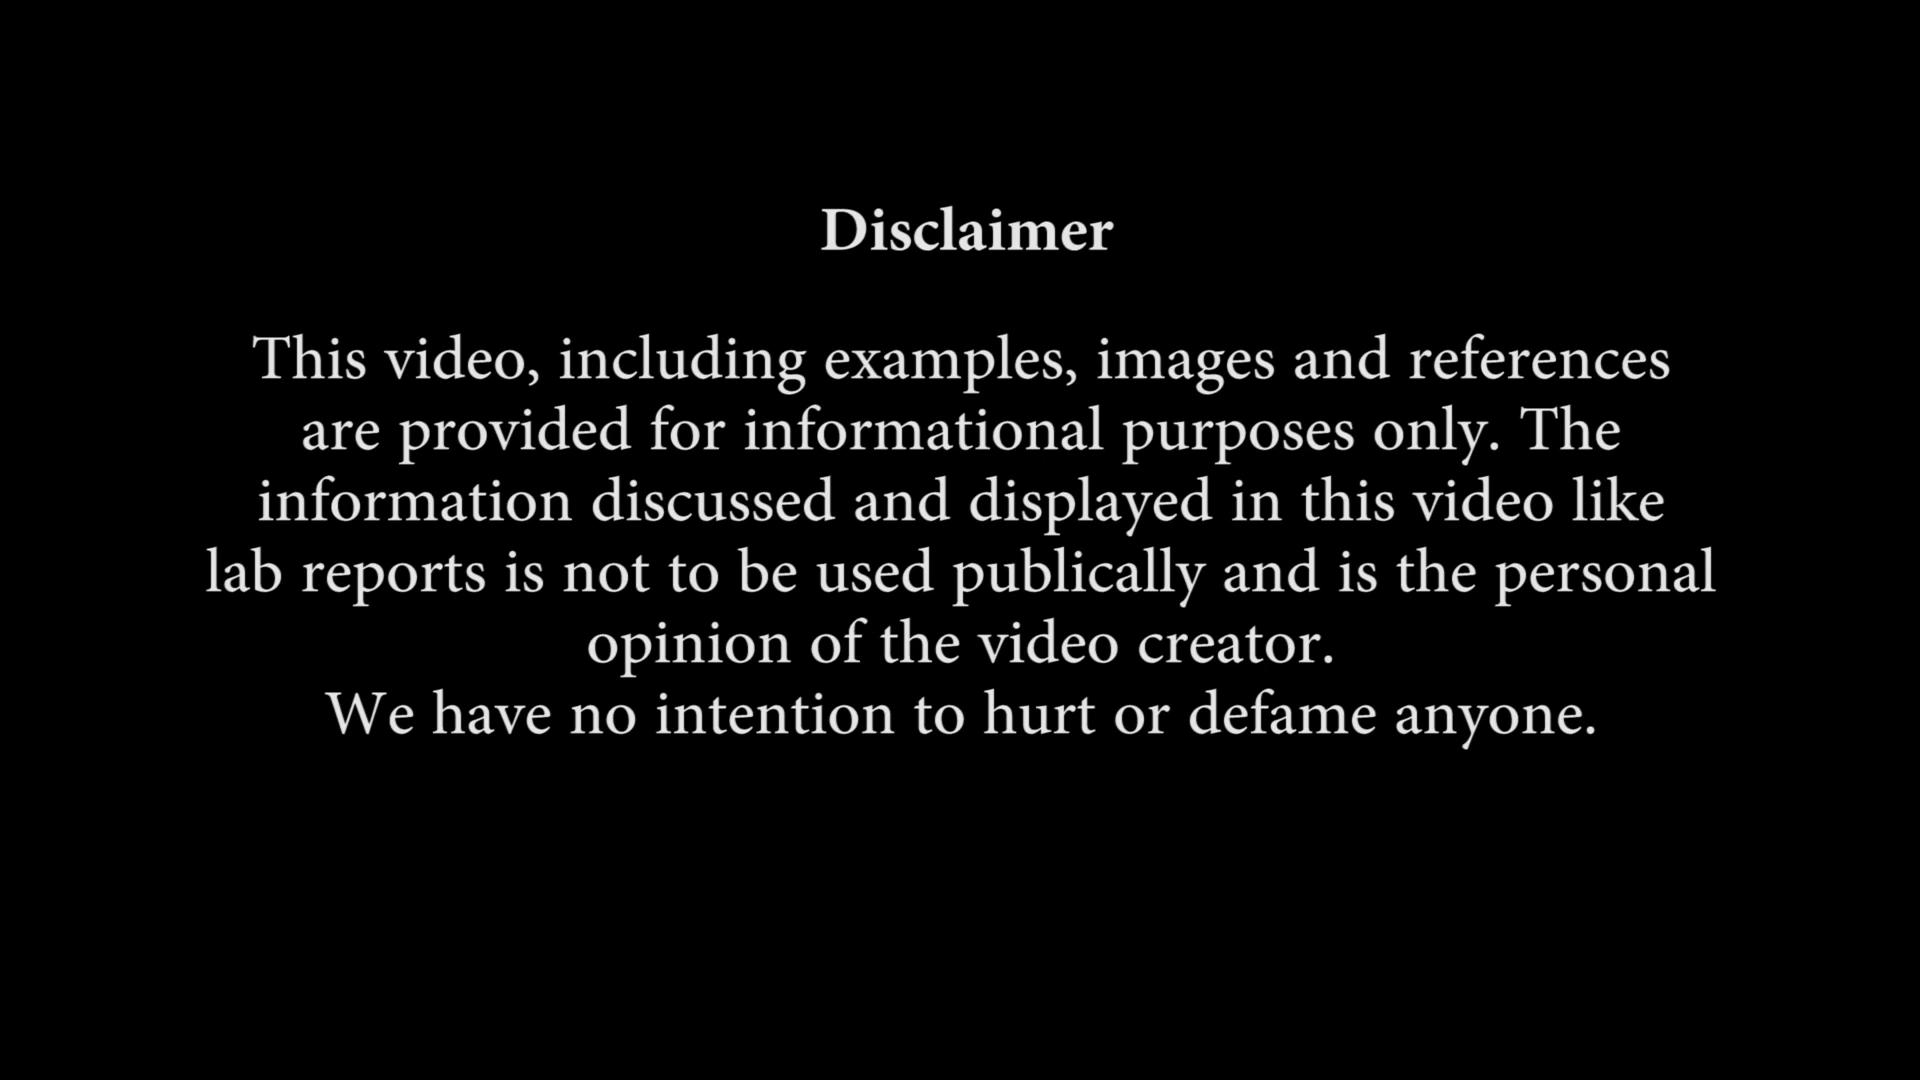 Disclaimer
This video, including examples, images and references
are provided for informational purposes only. The
information discussed and displayed in this video like
lab reports is not to be used publically and is the personal
opinion of the video creator.
We have no intention to hurt or defame anyone.